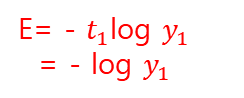 E= - t₁log y₁
= - log y₁